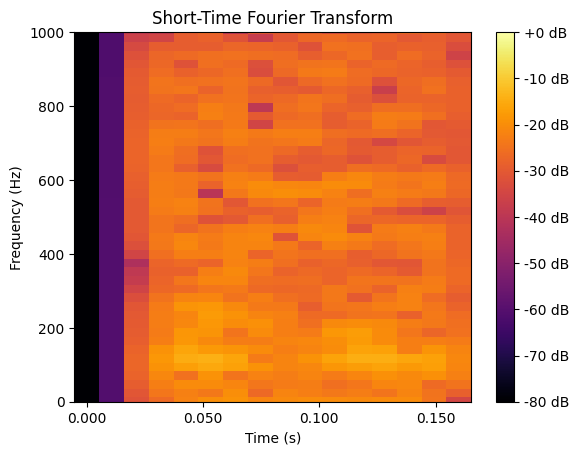 Short-Time Fourier Transform
Frequency (Hz)
1000
800
600
400
200
0
0.000
0.050
0.100
0.150
Time (s)
+0 dB
-10 dB
-20 dB
-30 dB
-40 dB
-50 dB
-60 dB
-70 dB
-80 dB